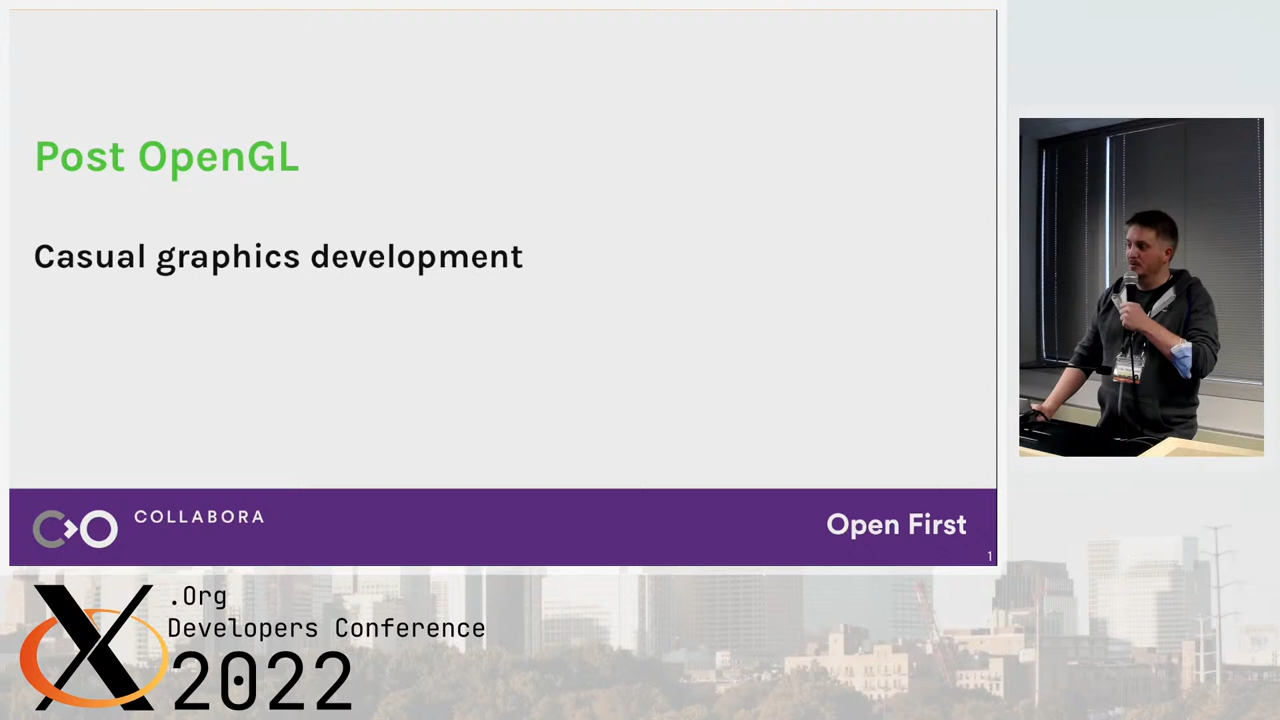 Post OpenGL
Casual graphics development
COLLABORA
Open First
1
X.Org
Developers Conference
2022